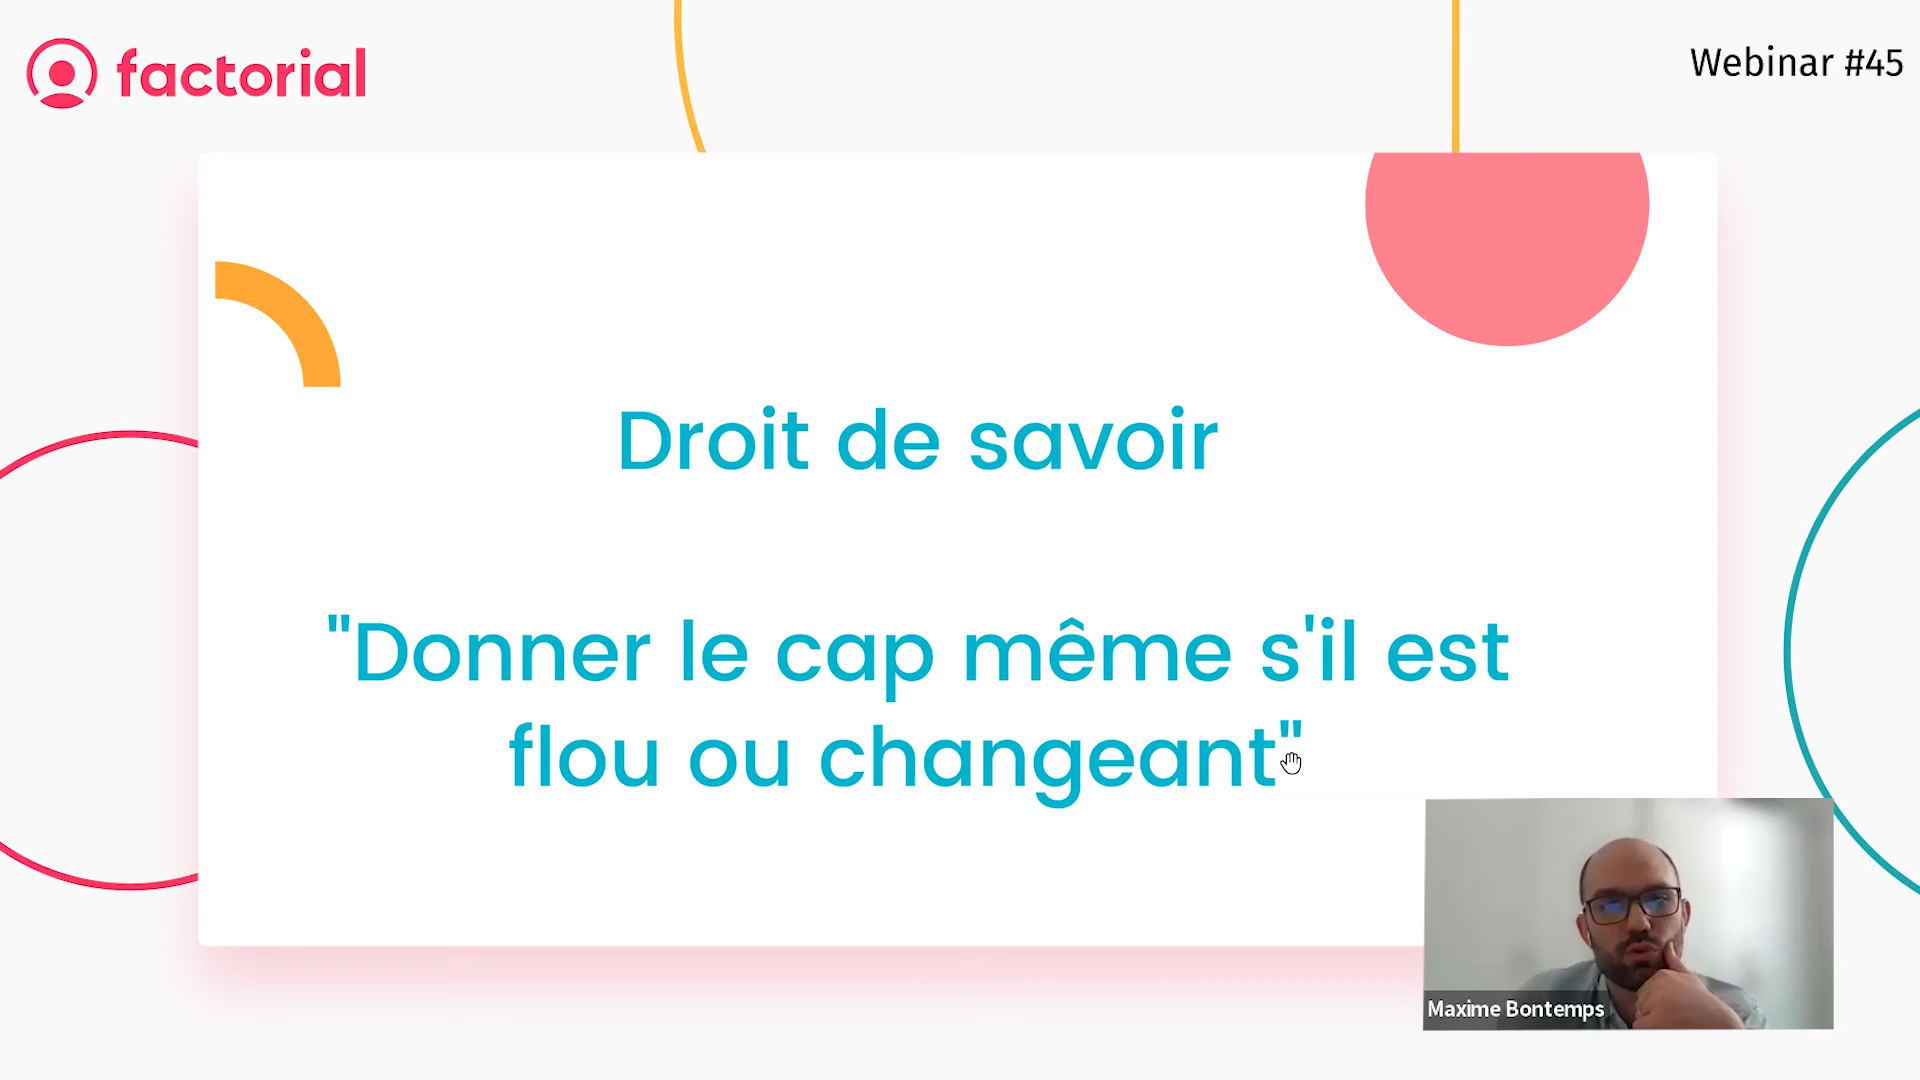 factorial
Webinar #45
Droit de savoir
"Donner le cap même s'il est
flou ou changeant"
Maxime Bontemps